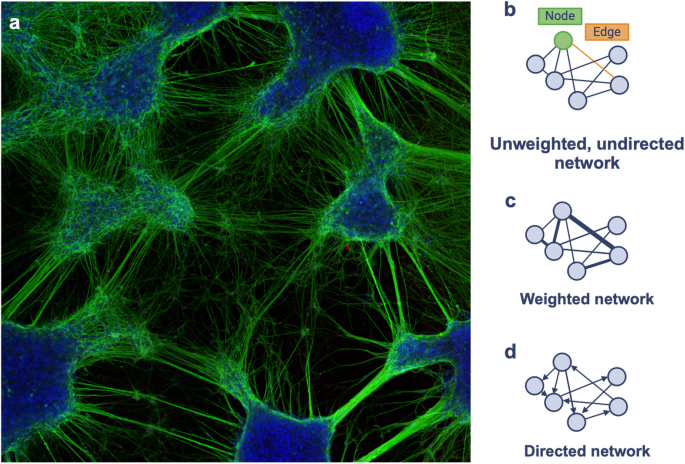 a
b
Node
Edge
Unweighted, undirected
network
c
Weighted network
d
Directed network